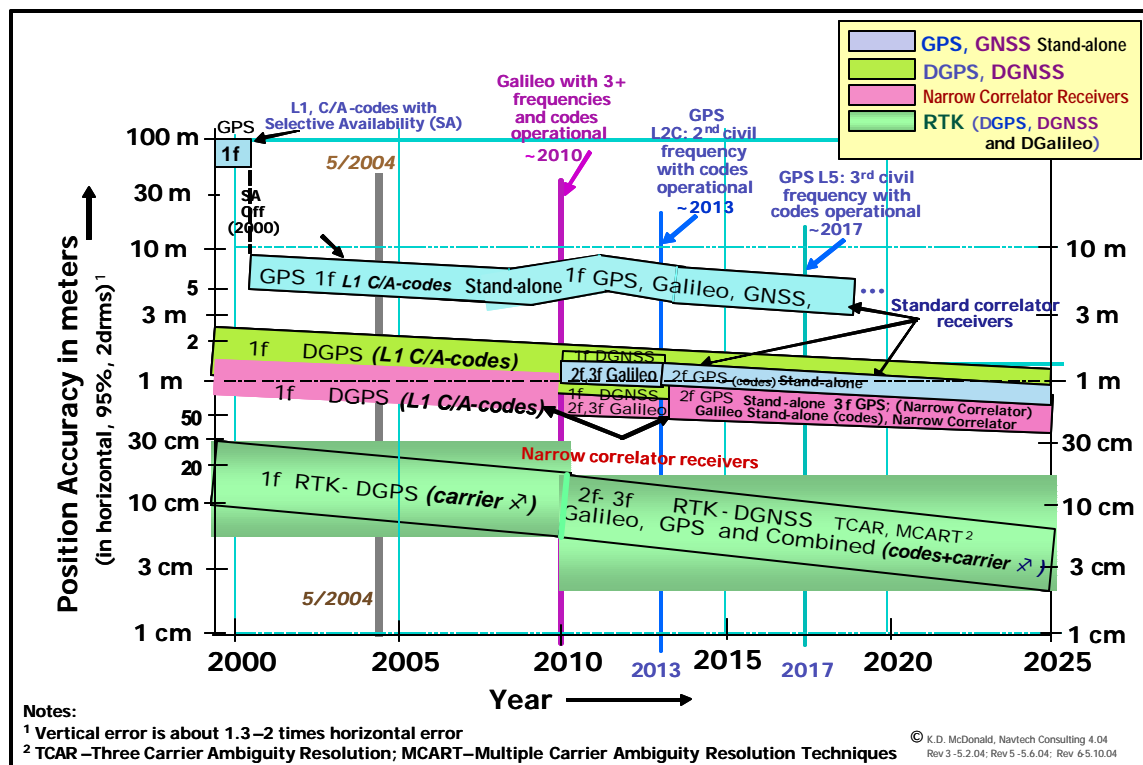 GPS, GNSS Stand-alone
DGPS, DGNSS
Narrow Correlator Receivers
RTK (DGPS, DGNSS
and DGalileo)
GPS
L1, C/A-codes with
Selective Availability (SA)
Galileo with 3+
frequencies
and codes
operational
~2010
GPS
L2C: 2nd civil
frequency
with codes
operational
~2013
GPS L5: 3rd civil
frequency with
codes operational
~2017
5/2004
1f
SA
Off
(2000)
100 m
30 m
10 m
5
3 m
2
1 m
50
30 cm
20
10 cm
3 cm
1 cm
Position Accuracy in meters
(in horizontal, 95%, 2drms)1
10 m
3 m
1 m
30 cm
10 cm
3 cm
1 cm
GPS 1f L1 C/A-codes Stand-alone
1f GPS, Galileo, GNSS,
Standard correlator
receivers
1f DGPS (L1 C/A-codes)
1f DGNSS
2f,3f Galileo
2f GPS (codes) Stand-alone
1f DGPS (L1 C/A-codes)
1f DGNSS
2f,3f Galileo
2f GPS Stand-alone 3f GPS; (Narrow Correlator)
Galileo Stand-alone (codes), Narrow Correlator
Narrow correlator receivers
1f RTK- DGPS (carrier ♐)
2f- 3f RTK- DGNSS TCAR, MCART2
Galileo, GPS and Combined (codes+carrier ♐)
5/2004
2000
2005
2010
2015
2020
2025
2013
2017
Year
Notes:
1 Vertical error is about 1.3–2 times horizontal error
2 TCAR–Three Carrier Ambiguity Resolution; MCART–Multiple Carrier Ambiguity Resolution Techniques
© K.D. McDonald, Navtech Consulting 4.04
Rev 3 -5.2.04; Rev 5 -5.6.04; Rev 6-5.10.04